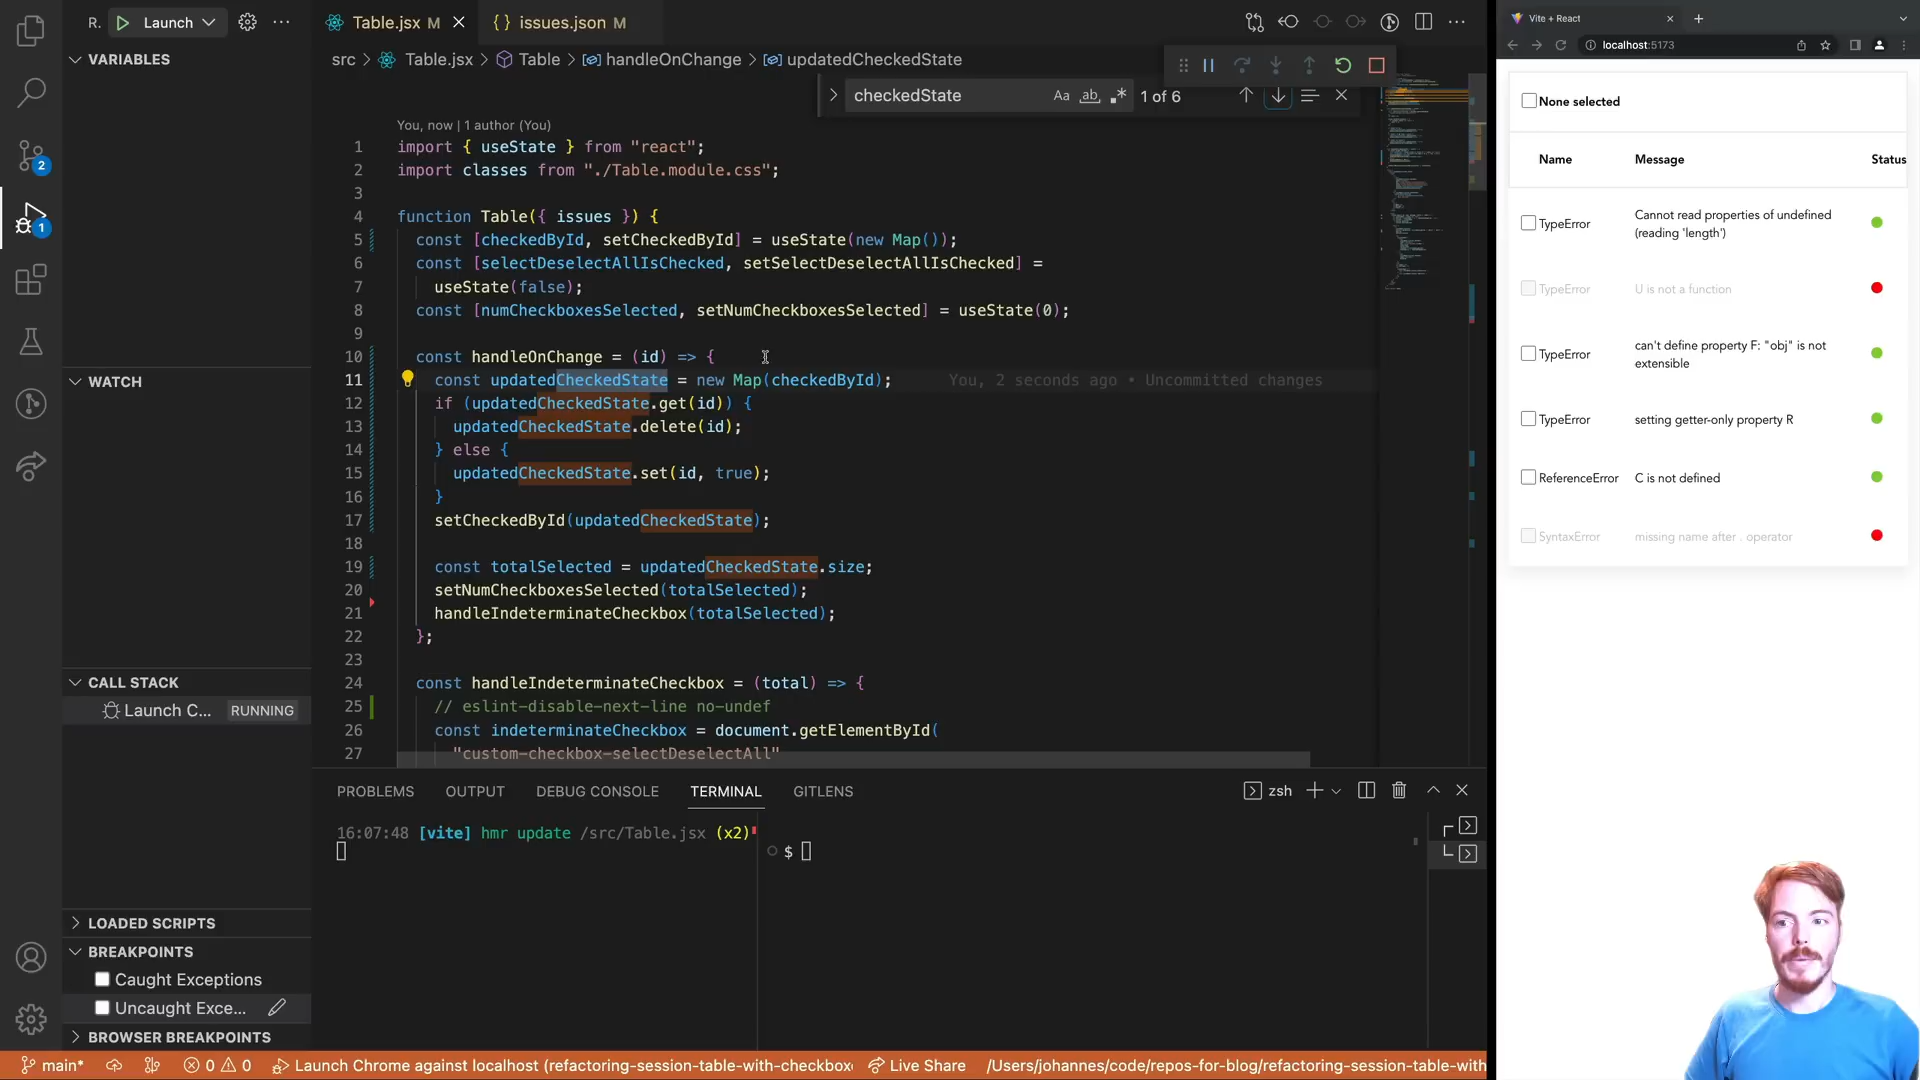 R. Launch
Table.jsx M
{} issues.json M
VARIABLES
src > Table.jsx > Table > handleOnChange > updatedCheckedState
checkedState Aa ab 1 of 6
You, now | 1 author (You)
1 import { useState } from "react";
2 import classes from "./Table.module.css";
3
4 function Table({ issues }) {
5 const [checkedById, setCheckedById] = useState(new Map());
6 const [selectDeselectAllIsChecked, setSelectDeselectAllIsChecked] =
7 useState(false);
8 const [numCheckboxesSelected, setNumCheckboxesSelected] = useState(0);
9
10 const handleOnChange = (id) => {
11 const updatedCheckedState = new Map(checkedById); You, 2 seconds ago • Uncommitted changes
12 if (updatedCheckedState.get(id)) {
13 updatedCheckedState.delete(id);
14 } else {
15 updatedCheckedState.set(id, true);
16 }
17 setCheckedById(updatedCheckedState);
18
19 const totalSelected = updatedCheckedState.size;
20 setNumCheckboxesSelected(totalSelected);
21 handleIndeterminateCheckbox(totalSelected);
22 };
23
24 const handleIndeterminateCheckbox = (total) => {
25 // eslint-disable-next-line no-undef
26 const indeterminateCheckbox = document.getElementById(
27 "custom-checkbox-selectDeselectAll"
2
1
WATCH
CALL STACK
Launch C... RUNNING
LOADED SCRIPTS
BREAKPOINTS
Caught Exceptions
Uncaught Exce...
BROWSER BREAKPOINTS
PROBLEMS OUTPUT DEBUG CONSOLE TERMINAL GITLENS
zsh
16:07:48 [vite] hmr update /src/Table.jsx (x2)
$
main* 0 0 Launch Chrome against localhost (refactoring-session-table-with-checkbox Live Share /Users/johannes/code/repos-for-blog/refactoring-session-table-with
Vite + React
localhost:5173
None selected
Name Message Status
TypeError Cannot read properties of undefined
(reading 'length')
TypeError U is not a function
TypeError can't define property F: "obj" is not
extensible
TypeError setting getter-only property R
ReferenceError C is not defined
SyntaxError missing name after . operator